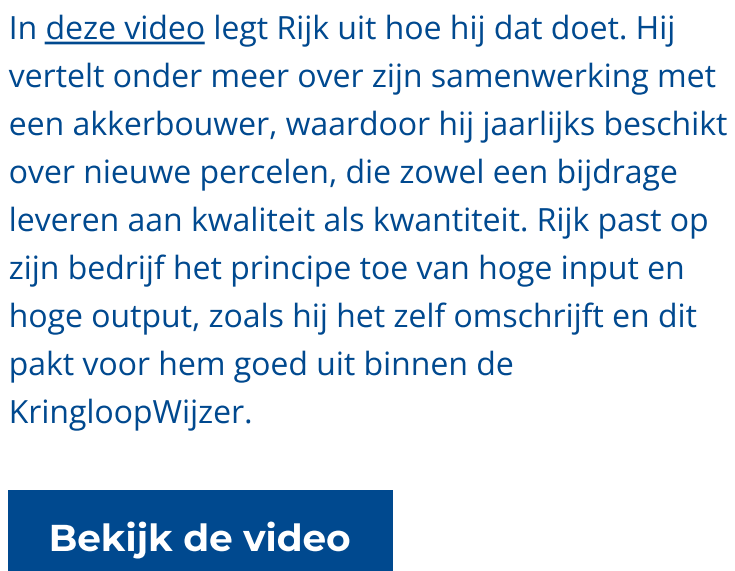 In deze video legt Rijk uit hoe hij dat doet. Hij
vertelt onder meer over zijn samenwerking met
een akkerbouwer, waardoor hij jaarlijks beschikt
over nieuwe percelen, die zowel een bijdrage
leveren aan kwaliteit als kwantiteit. Rijk past op
zijn bedrijf het principe toe van hoge input en
hoge output, zoals hij het zelf omschrijft en dit
pakt voor hem goed uit binnen de
KringloopWijzer.
Bekijk de video